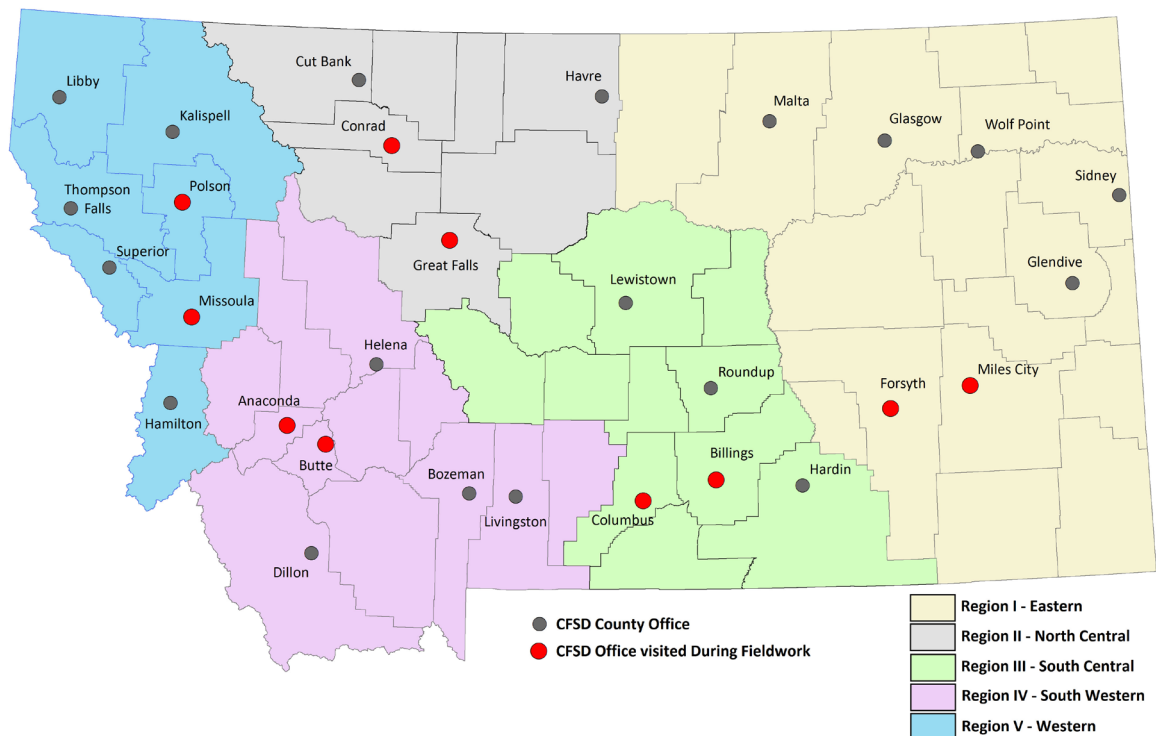 Cut Bank
Havre
Libby
Malta
Kalispell
Conrad
Glasgow
Wolf Point
Thompson
Falls
Polson
Sidney
Superior
Great Falls
Lewistown
Glendive
Missoula
Helena
Roundup
Forsyth
Miles City
Hamilton
Anaconda
Butte
Bozeman
Livingston
Billings
Columbus
Hardin
Dillon
CFSD County Office
CFSD Office visited During Fieldwork
Region I - Eastern
Region II - North Central
Region III - South Central
Region IV - South Western
Region V - Western